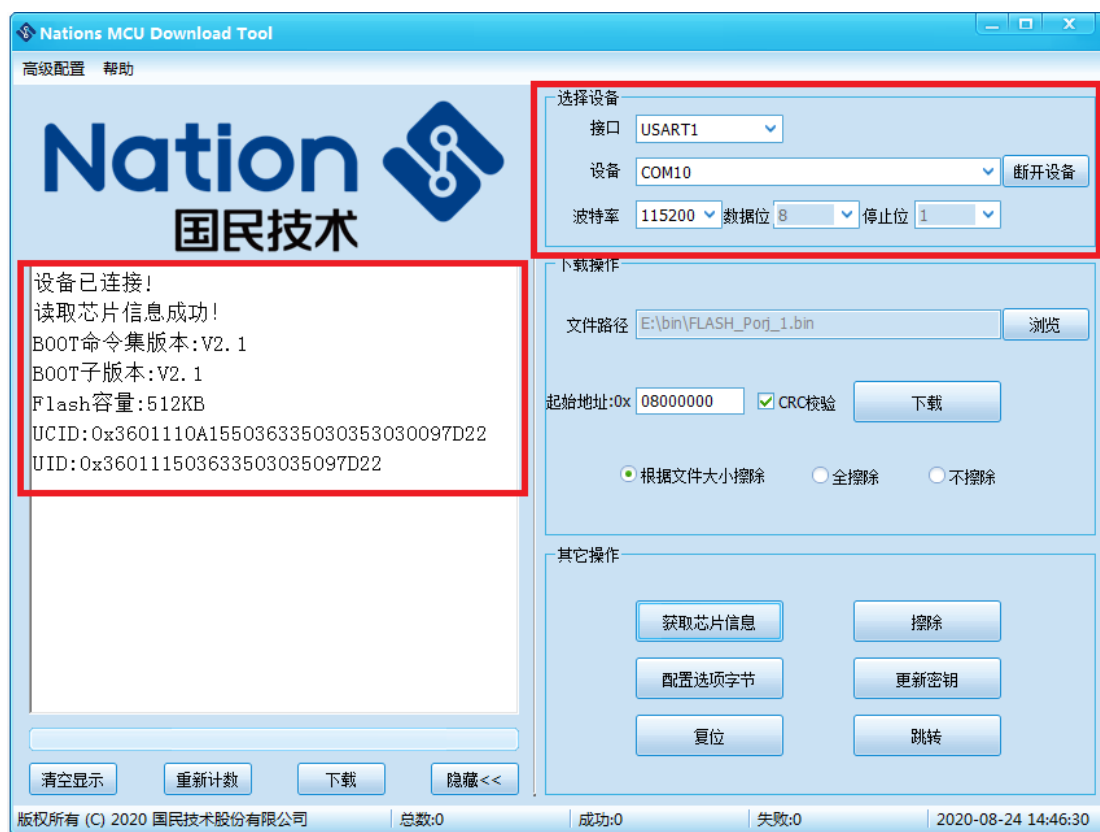 Nations MCU Download Tool
高级配置 帮助
Nation
国民技术
设备已连接!
读取芯片信息成功!
BOOT命令集版本:V2.1
BOOT子版本:V2.1
Flash容量:512KB
UCID:0x3601110A155036335030353030097D22
UID:0x360111503633503035097D22
选择设备
接口 USART1
设备 COM10 断开设备
波特率 115200 数据位 8 停止位 1
下载操作
文件路径 E:\bin\FLASH_Porj_1.bin 浏览
起始地址:0x 08000000 CRC校验 下载
根据文件大小擦除 全擦除 不擦除
其它操作
获取芯片信息 擦除
配置选项字节 更新密钥
复位 跳转
清空显示 重新计数 下载 隐藏<<
版权所有 (C) 2020 国民技术股份有限公司 总数:0 成功:0 失败:0 2020-08-24 14:46:30